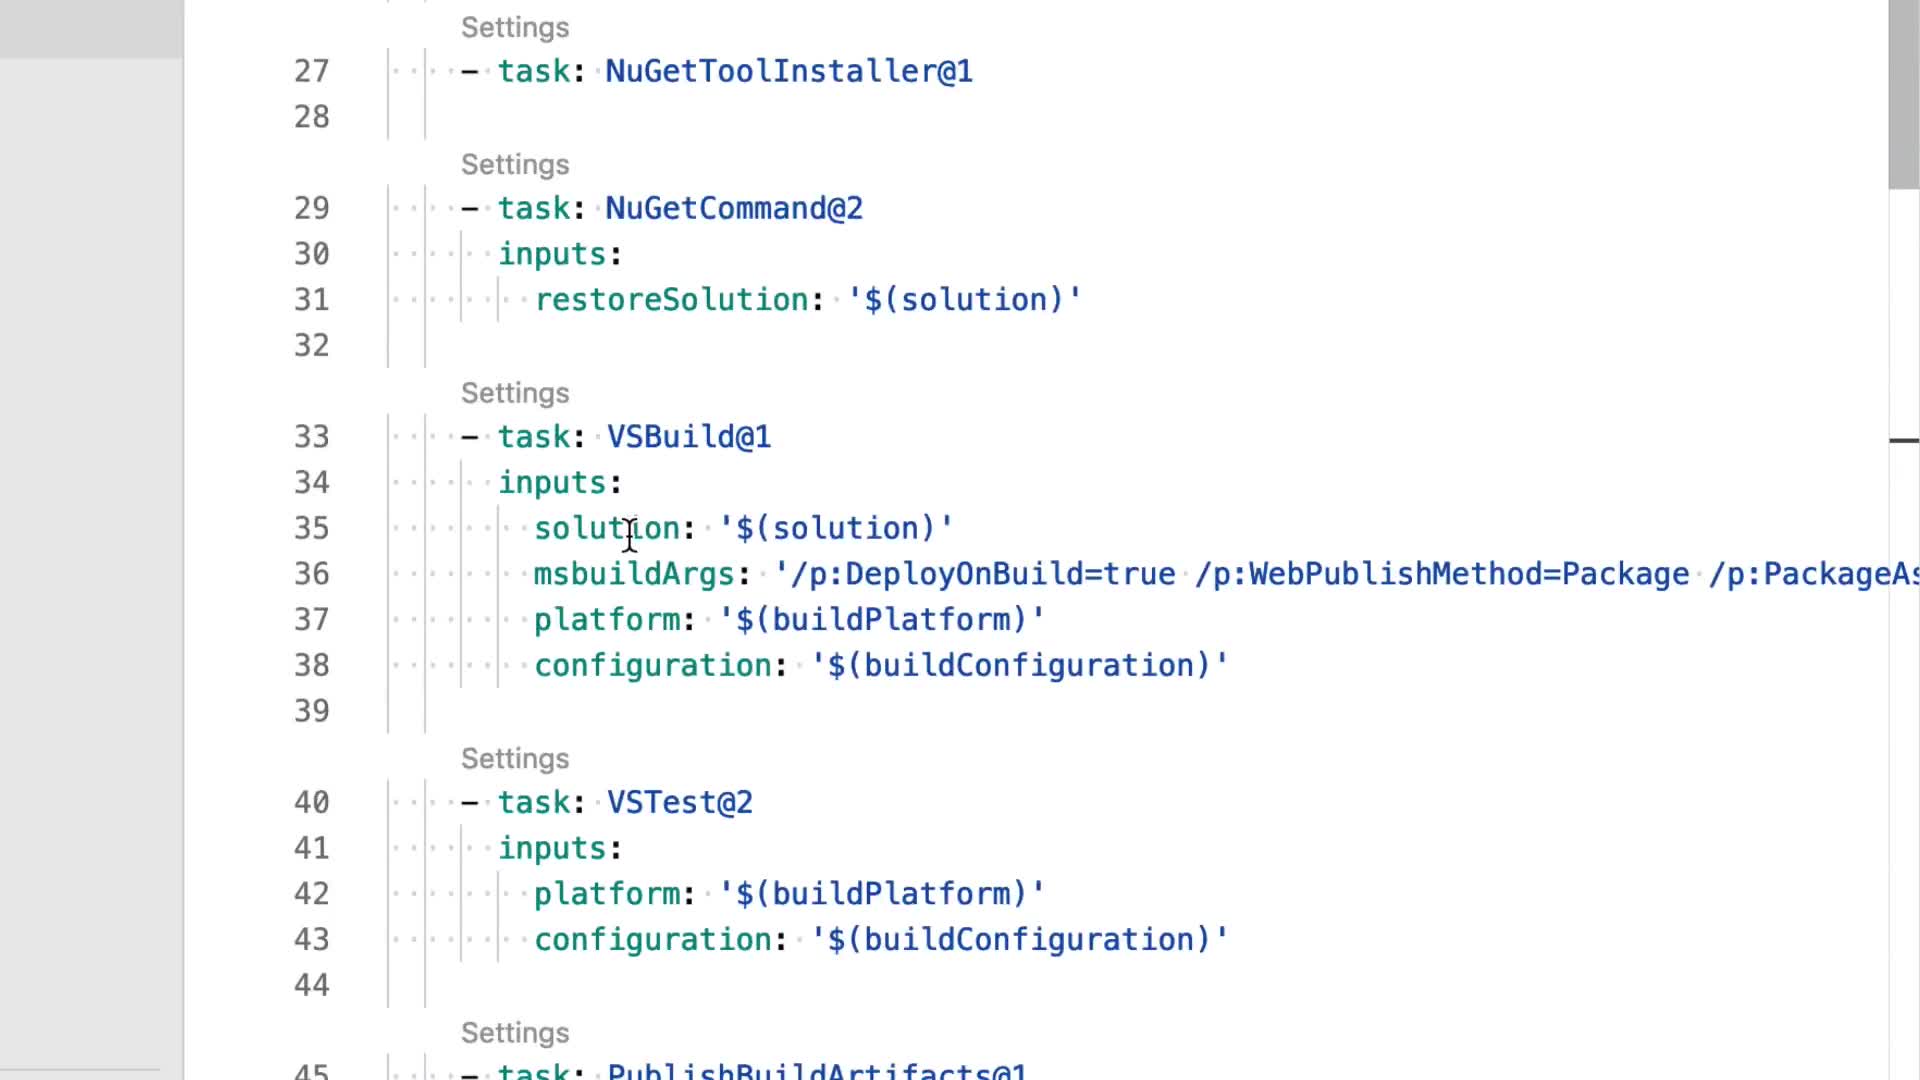 Settings
27 - task: NuGetToolInstaller@1
28
Settings
29 - task: NuGetCommand@2
30 inputs:
31 restoreSolution: '$(solution)'
32
Settings
33 - task: VSBuild@1
34 inputs:
35 solution: '$(solution)'
36 msbuildArgs: '/p:DeployOnBuild=true /p:WebPublishMethod=Package /p:PackageAs
37 platform: '$(buildPlatform)'
38 configuration: '$(buildConfiguration)'
39
Settings
40 - task: VSTest@2
41 inputs:
42 platform: '$(buildPlatform)'
43 configuration: '$(buildConfiguration)'
44
Settings
45 - task: PublishBuildArtifacts@1